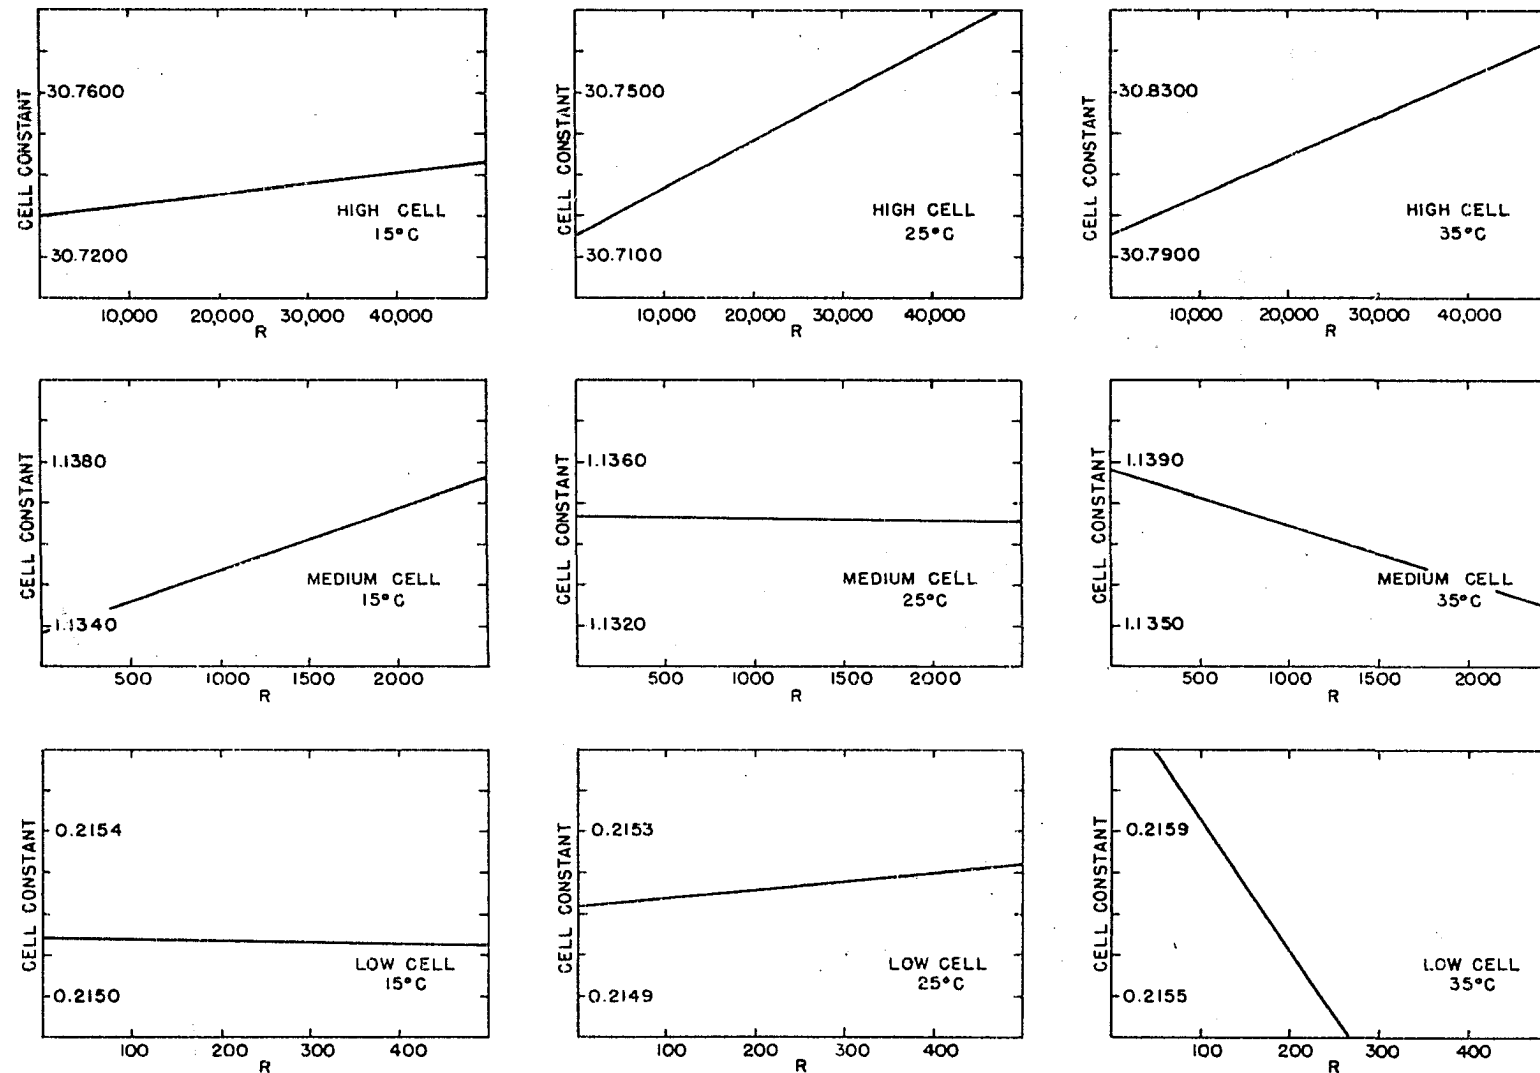 CELL CONSTANT
30.7600
30.7200
HIGH CELL
15°C
10,000 20,000 30,000 40,000
R
CELL CONSTANT
30.7500
30.7100
HIGH CELL
25°C
10,000 20,000 30,000 40,000
R
CELL CONSTANT
30.8300
30.7900
HIGH CELL
35°C
10,000 20,000 30,000 40,000
R
CELL CONSTANT
1.1380
1.1340
MEDIUM CELL
15°C
500 1000 1500 2000
R
CELL CONSTANT
1.1360
1.1320
MEDIUM CELL
25°C
500 1000 1500 2000
R
CELL CONSTANT
1.1390
1.1350
MEDIUM CELL
35°C
500 1000 1500 2000
R
CELL CONSTANT
0.2154
0.2150
LOW CELL
15°C
100 200 300 400
R
CELL CONSTANT
0.2153
0.2149
LOW CELL
25°C
100 200 300 400
R
CELL CONSTANT
0.2159
0.2155
LOW CELL
35°C
100 200 300 400
R